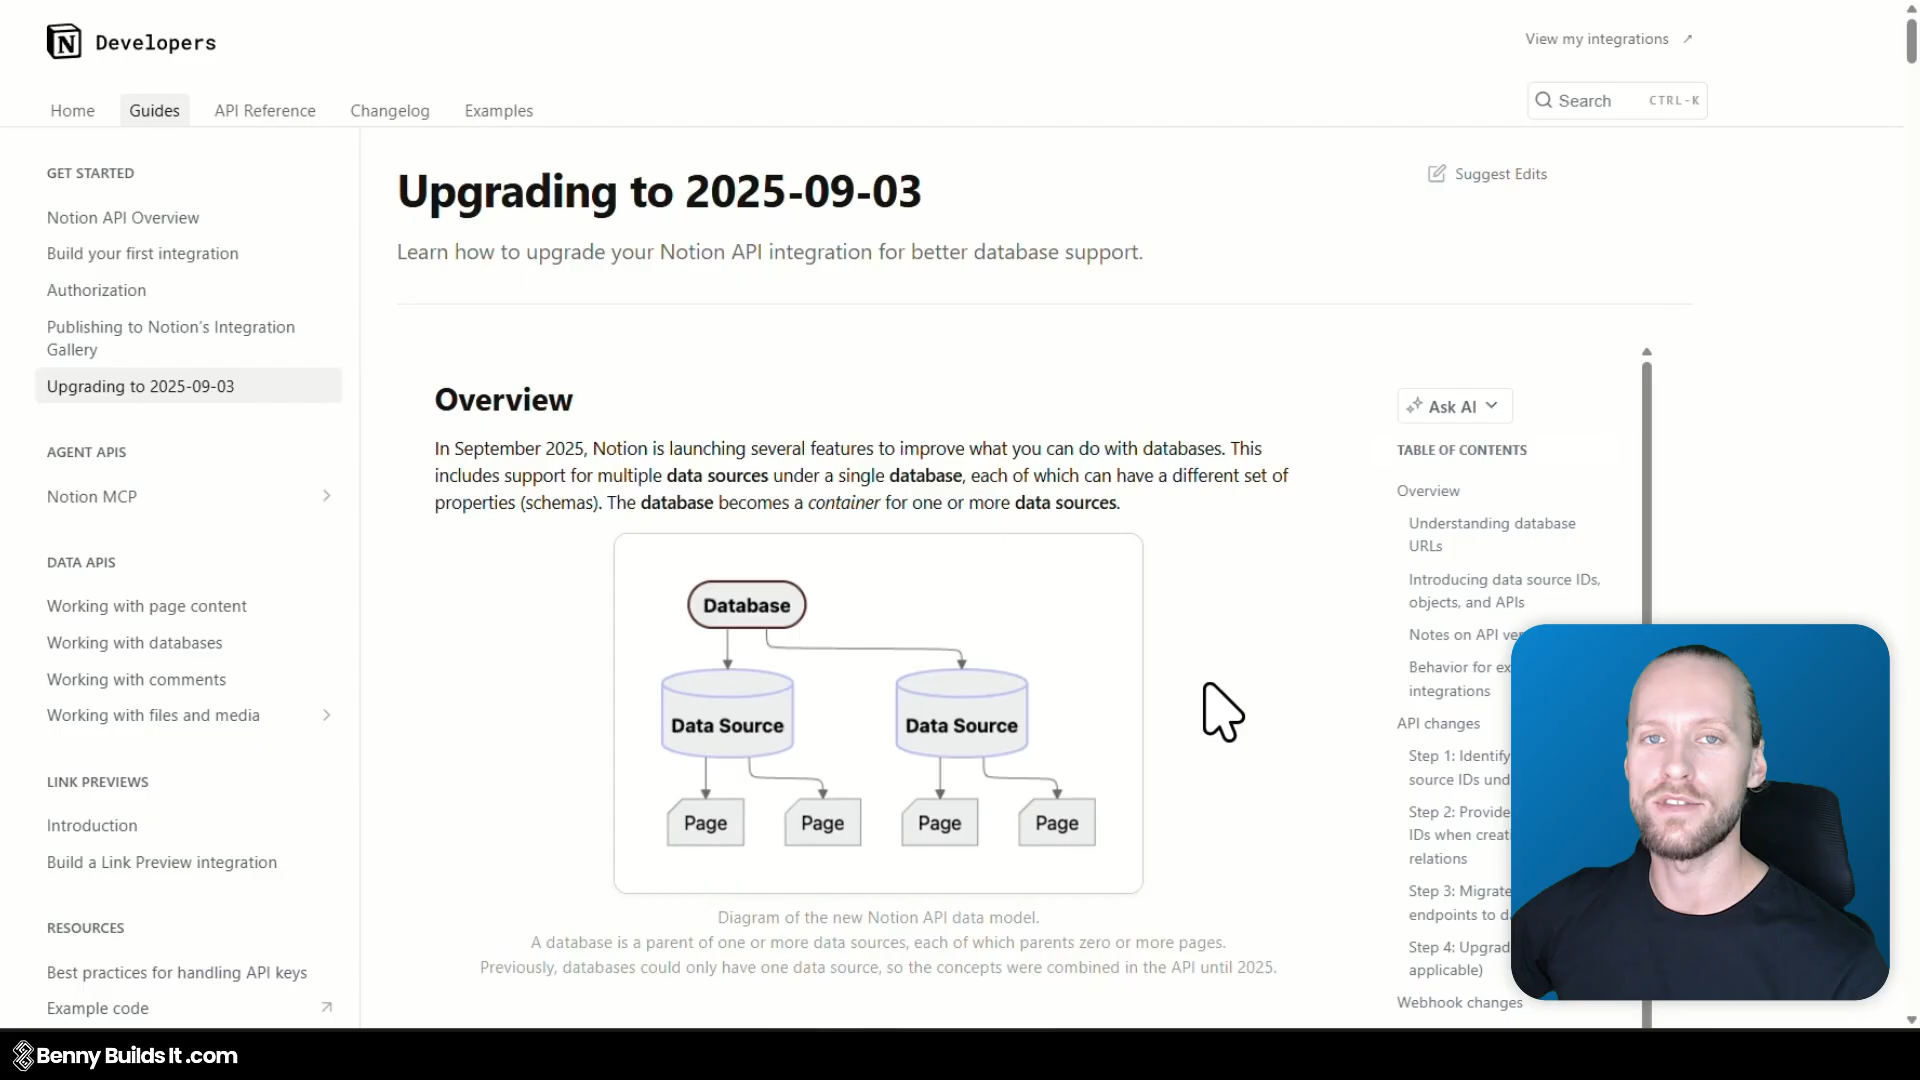 Developers
View my integrations ↗
Home
Guides
API Reference
Changelog
Examples
Search CTRL-K
GET STARTED
Notion API Overview
Build your first integration
Authorization
Publishing to Notion's Integration
Gallery
Upgrading to 2025-09-03
AGENT APIS
Notion MCP
DATA APIS
Working with page content
Working with databases
Working with comments
Working with files and media
LINK PREVIEWS
Introduction
Build a Link Preview integration
RESOURCES
Best practices for handling API keys
Example code
Upgrading to 2025-09-03
Suggest Edits
Learn how to upgrade your Notion API integration for better database support.
Overview
In September 2025, Notion is launching several features to improve what you can do with databases. This
includes support for multiple data sources under a single database, each of which can have a different set of
properties (schemas). The database becomes a container for one or more data sources.
Database
Data Source
Data Source
Page
Page
Page
Page
Diagram of the new Notion API data model.
A database is a parent of one or more data sources, each of which parents zero or more pages.
Previously, databases could only have one data source, so the concepts were combined in the API until 2025.
Ask AI
TABLE OF CONTENTS
Overview
Understanding database
URLs
Introducing data source IDs,
objects, and APIs
Notes on API
Behavior for
integrations
API changes
Step 1: Identify
source IDs
Step 2: Provide
IDs when
relations
Step 3: Migrate
endpoints to
Step 4:
applicable)
Webhook changes
Benny Builds It .com